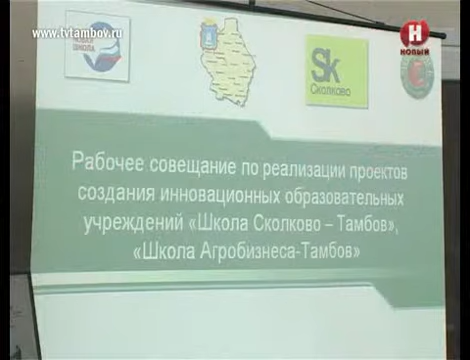 www.tvtambov.ru
Н
НОВЫЙ
ШКОЛА
Sk
Сколково
Рабочее совещание по реализации проектов
создания инновационных образовательных
учреждений «Школа Сколково – Тамбов»,
«Школа Агробизнеса-Тамбов»